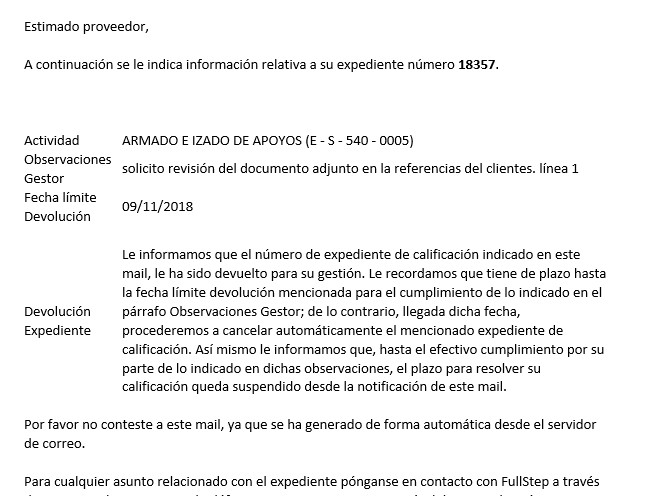 Estimado proveedor,
A continuación se le indica información relativa a su expediente número 18357.
Actividad ARMADO E IZADO DE APOYOS (E - S - 540 - 0005)
Observaciones
Gestor
solicito revisión del documento adjunto en la referencias del clientes. línea 1
Fecha límite
Devolución
09/11/2018
Devolución
Expediente
Le informamos que el número de expediente de calificación indicado en este
mail, le ha sido devuelto para su gestión. Le recordamos que tiene de plazo hasta
la fecha límite devolución mencionada para el cumplimiento de lo indicado en el
párrafo Observaciones Gestor; de lo contrario, llegada dicha fecha,
procederemos a cancelar automáticamente el mencionado expediente de
calificación. Así mismo le informamos que, hasta el efectivo cumplimiento por su
parte de lo indicado en dichas observaciones, el plazo para resolver su
calificación queda suspendido desde la notificación de este mail.
Por favor no conteste a este mail, ya que se ha generado de forma automática desde el servidor
de correo.
Para cualquier asunto relacionado con el expediente pónganse en contacto con FullStep a través